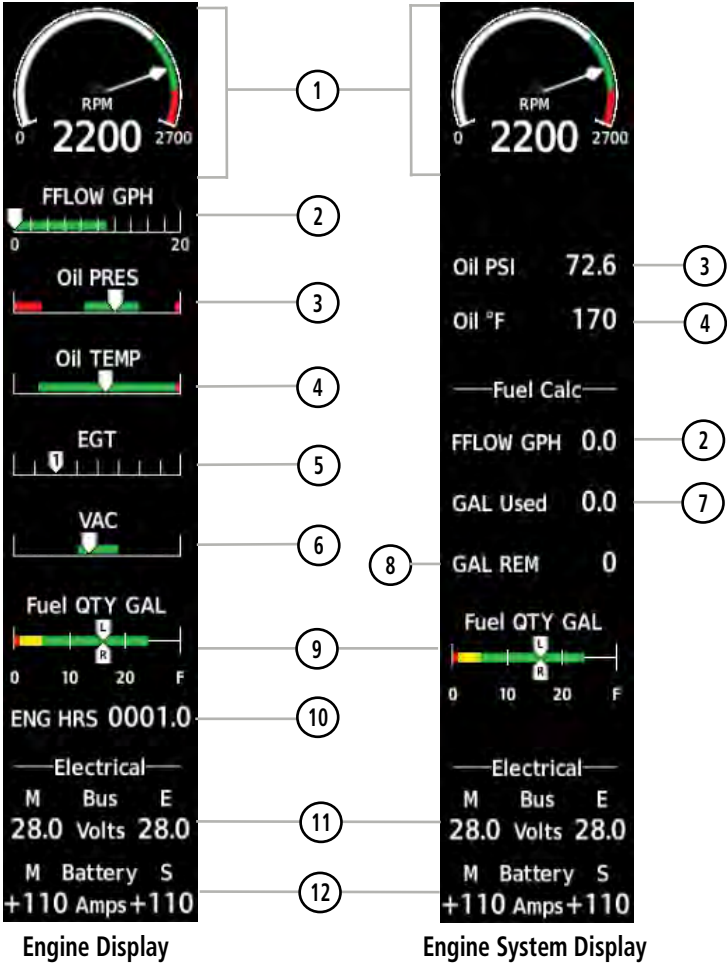 RPM
2200
0
2700
1
FFLOW GPH
0
20
2
Oil PRES
3
Oil TEMP
4
EGT
T
5
VAC
6
Fuel QTY GAL
L
R
0 10 20 F
9
ENG HRS 0001.0
10
Electrical
M Bus E
28.0 Volts 28.0
11
M Battery S
+110 Amps +110
12
Engine Display
RPM
2200
0
2700
Oil PSI 72.6
3
Oil °F 170
4
Fuel Calc
FFLOW GPH 0.0
2
GAL Used 0.0
7
8
GAL REM 0
Fuel QTY GAL
L
R
0 10 20 F
Electrical
M Bus E
28.0 Volts 28.0
M Battery S
+110 Amps +110
Engine System Display